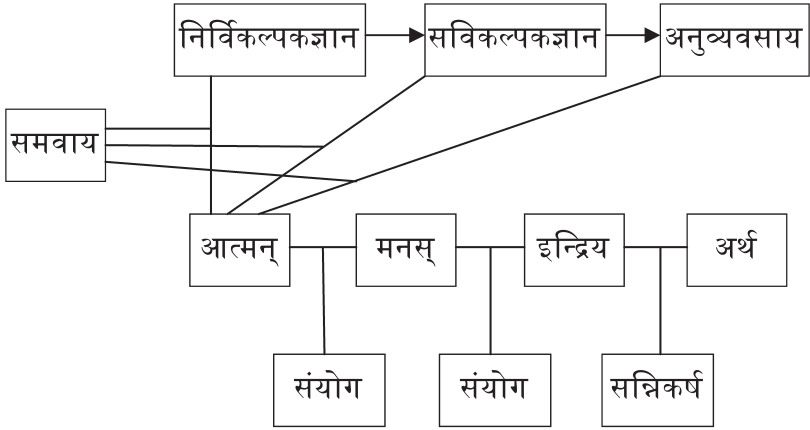 निर्विकल्पकज्ञान
सविकल्पकज्ञान
अनुव्यवसाय
समवाय
आत्मन्
मनस्
इन्द्रिय
अर्थ
संयोग
संयोग
सन्निकर्ष